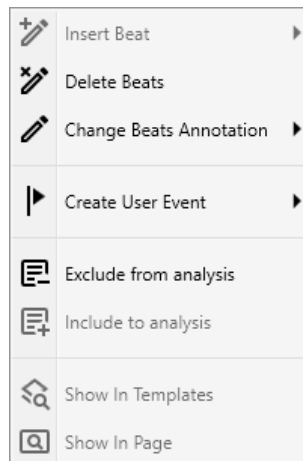 Insert Beat
Delete Beats
Change Beats Annotation
Create User Event
Exclude from analysis
Include to analysis
Show In Templates
Show In Page